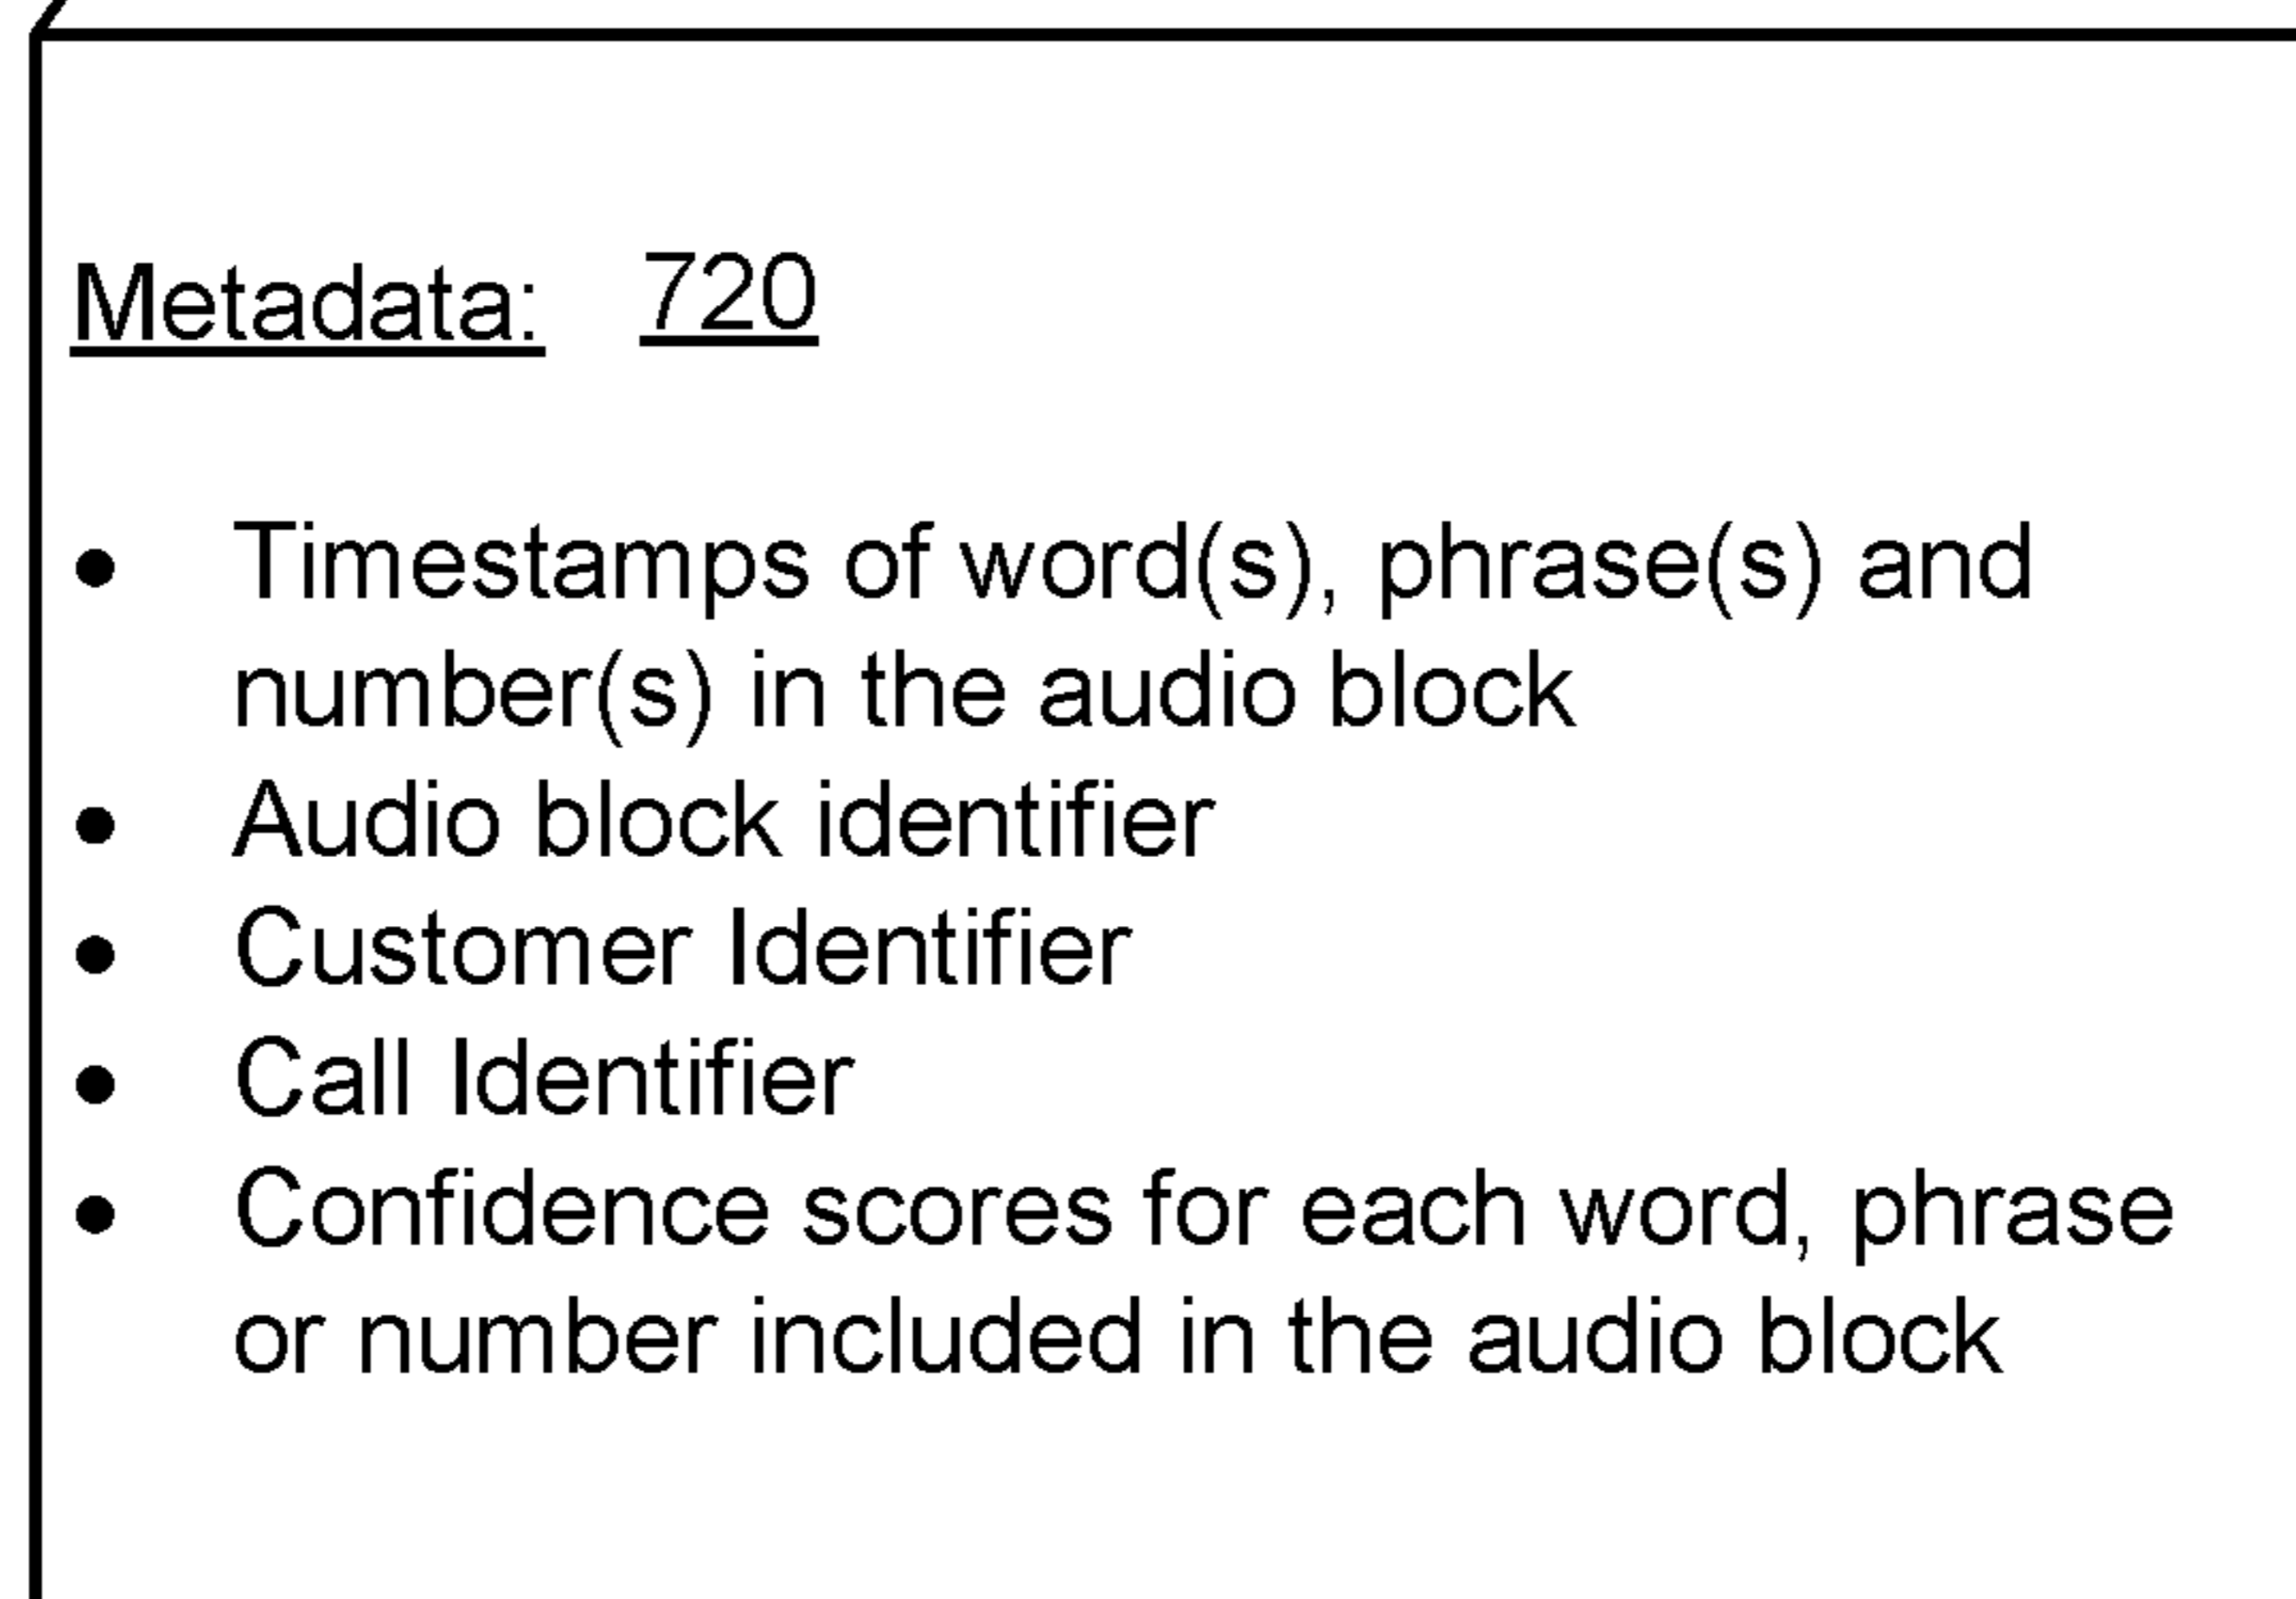 Metadata: 720
• Timestamps of word(s), phrase(s) and
number(s) in the audio block
• Audio block identifier
• Customer Identifier
• Call Identifier
• Confidence scores for each word, phrase
or number included in the audio block